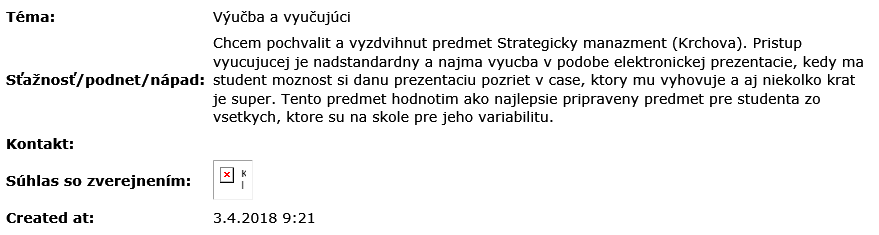 Téma: Výučba a vyučujúci
Chcem pochvalit a vyzdvihnut predmet Strategicky manazment (Krchova). Pristup
vyucujucej je nadstandardny a najma vyucba v podobe elektronickej prezentacie, kedy ma
Sťažnosť/podnet/nápad: student moznost si danu prezentaciu pozriet v case, ktory mu vyhovuje a aj niekolko krat
je super. Tento predmet hodnotim ako najlepsie pripraveny predmet pre studenta zo
vsetkych, ktore su na skole pre jeho variabilitu.
Kontakt:
Súhlas so zverejnením:
Created at: 3.4.2018 9:21